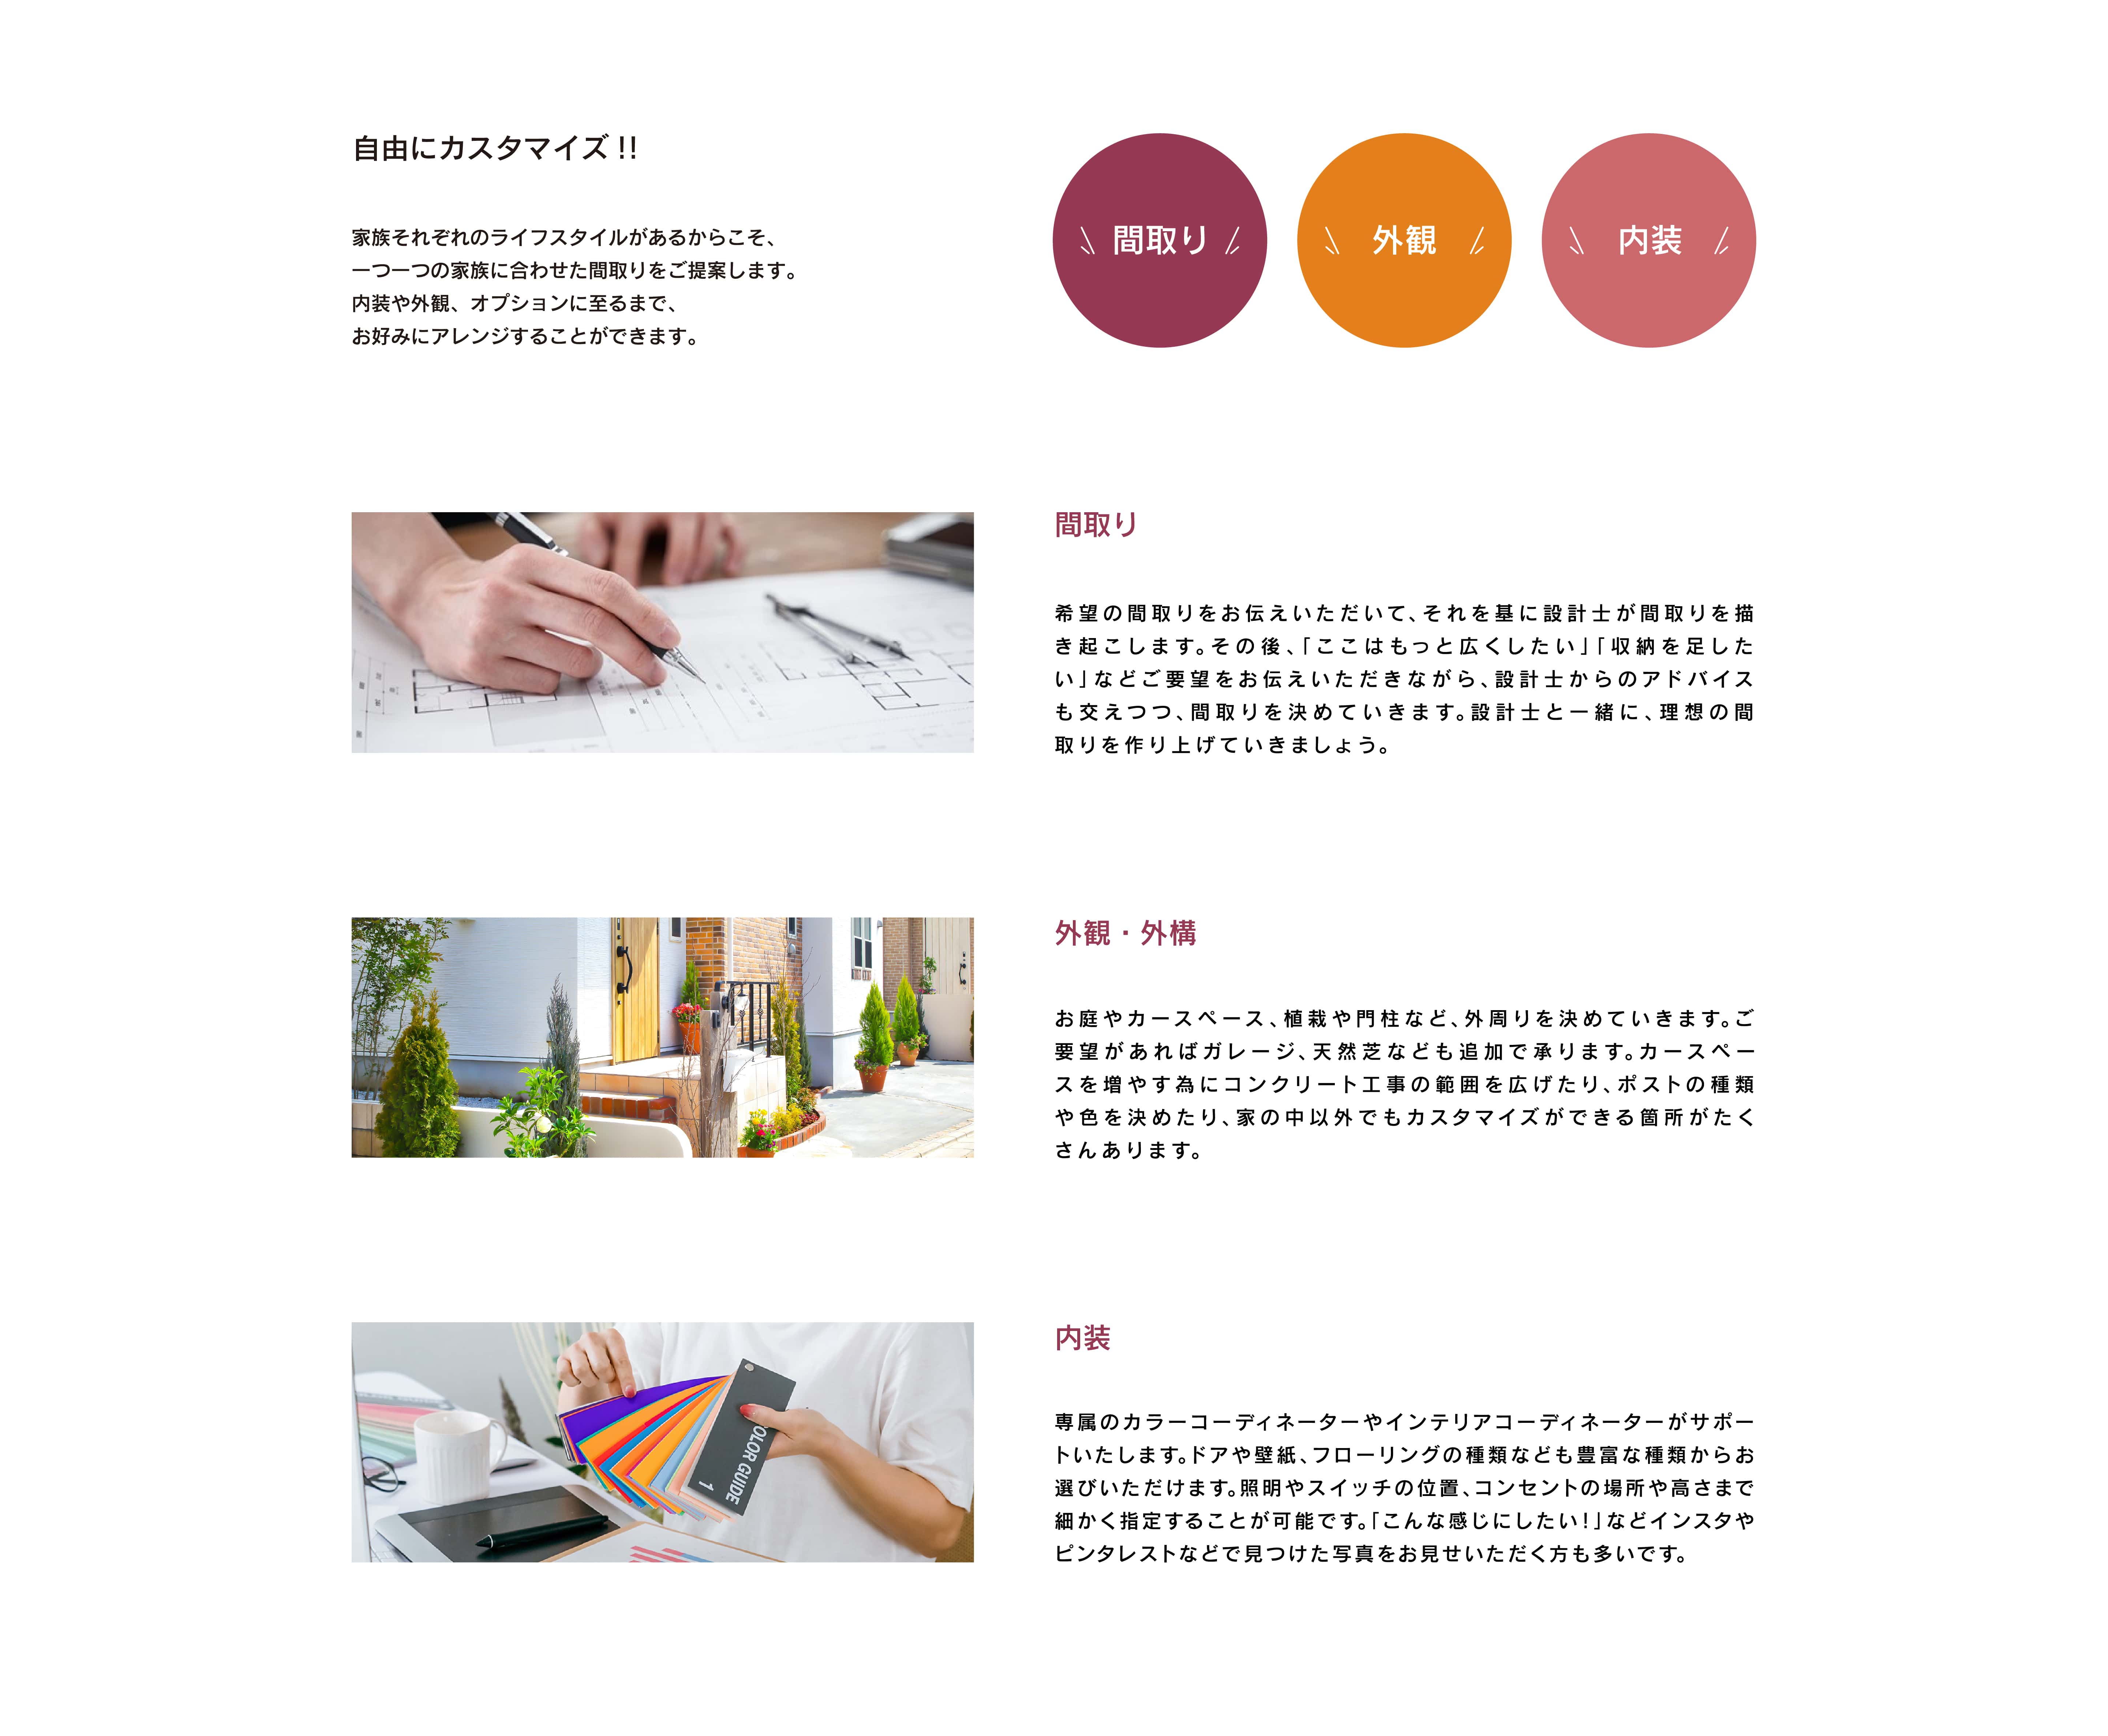 自由にカスタマイズ!!
家族それぞれのライフスタイルがあるからこそ、
一つ一つの家族に合わせた間取りをご提案します。
内装や外観、オプションに至るまで、
お好みにアレンジすることができます。
間取り
外観
内装
間取り
希望の間取りをお伝えいただいて、それを基に設計士が間取りを描
き起こします。その後、「ここはもっと広くしたい」「収納を足した
い」などご要望をお伝えいただきながら、設計士からのアドバイス
も交えつつ、間取りを決めていきます。設計士と一緒に、理想の間
取りを作り上げていきましょう。
外観・外構
お庭やカースペース、植栽や門柱など、外周りを決めていきます。ご
要望があればガレージ、天然芝なども追加で承ります。カースペー
スを増やす為にコンクリート工事の範囲を広げたり、ポストの種類
や色を決めたり、家の中以外でもカスタマイズができる箇所がたく
さんあります。
内装
専属のカラーコーディネーターやインテリアコーディネーターがサポー
トいたします。ドアや壁紙、フローリングの種類なども豊富な種類からお
選びいただけます。照明やスイッチの位置、コンセントの場所や高さまで
細かく指定することが可能です。「こんな感じにしたい!」などインスタや
ピンタレストなどで見つけた写真をお見せいただく方も多いです。
OLOR GUIDE
1